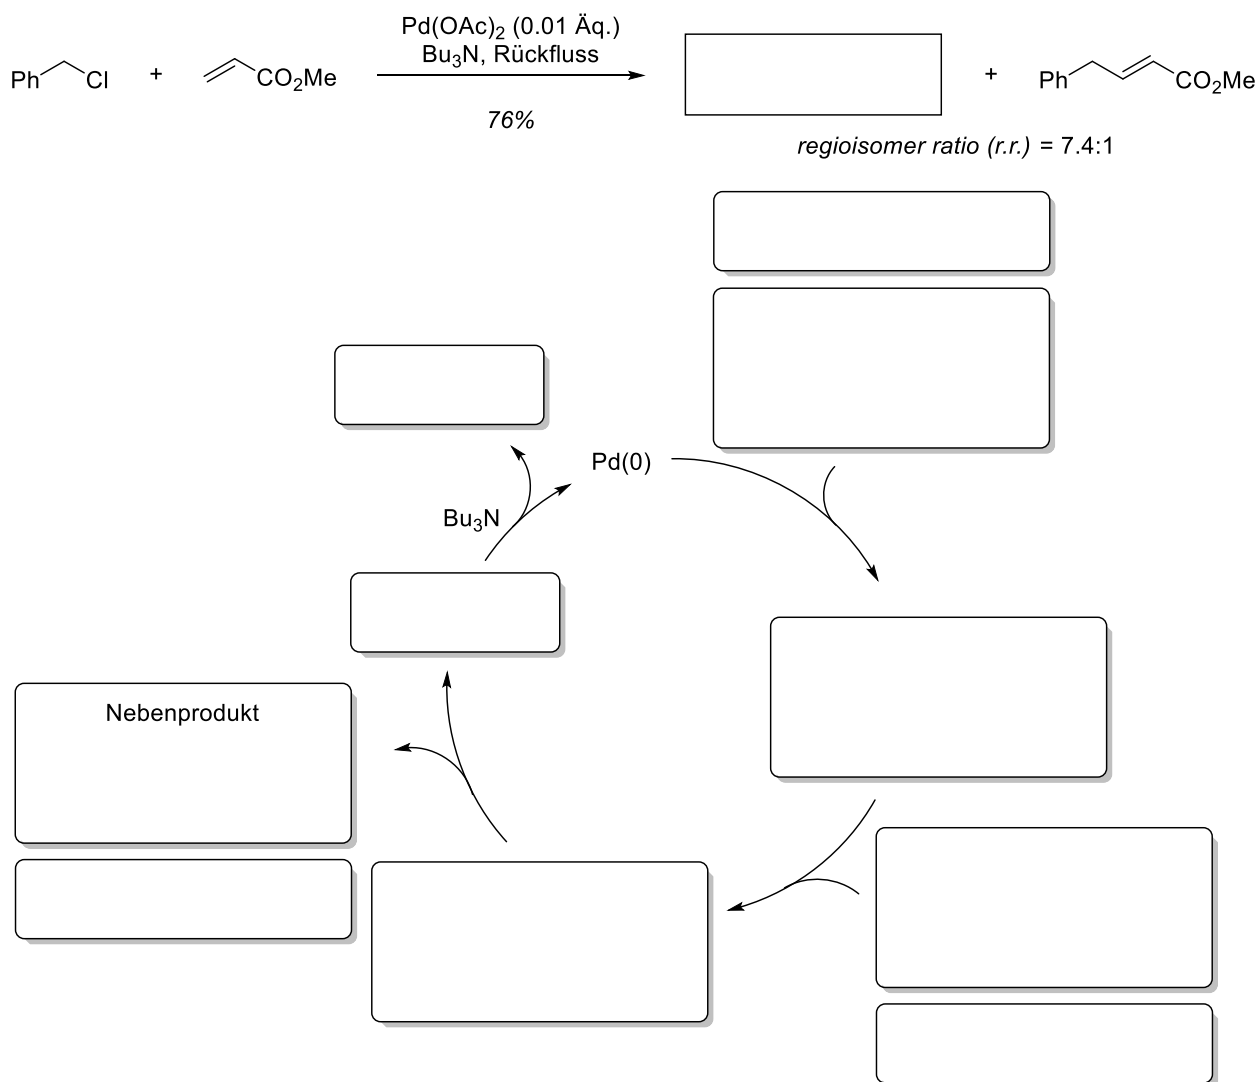 Pd(OAc)₂ (0.01 Äq.)
Bu₃N, Rückfluss
Ph Cl + CO₂Me + Ph CO₂Me
76%
regioisomer ratio (r.r.) = 7.4:1
Pd(0)
Bu₃N
Nebenprodukt